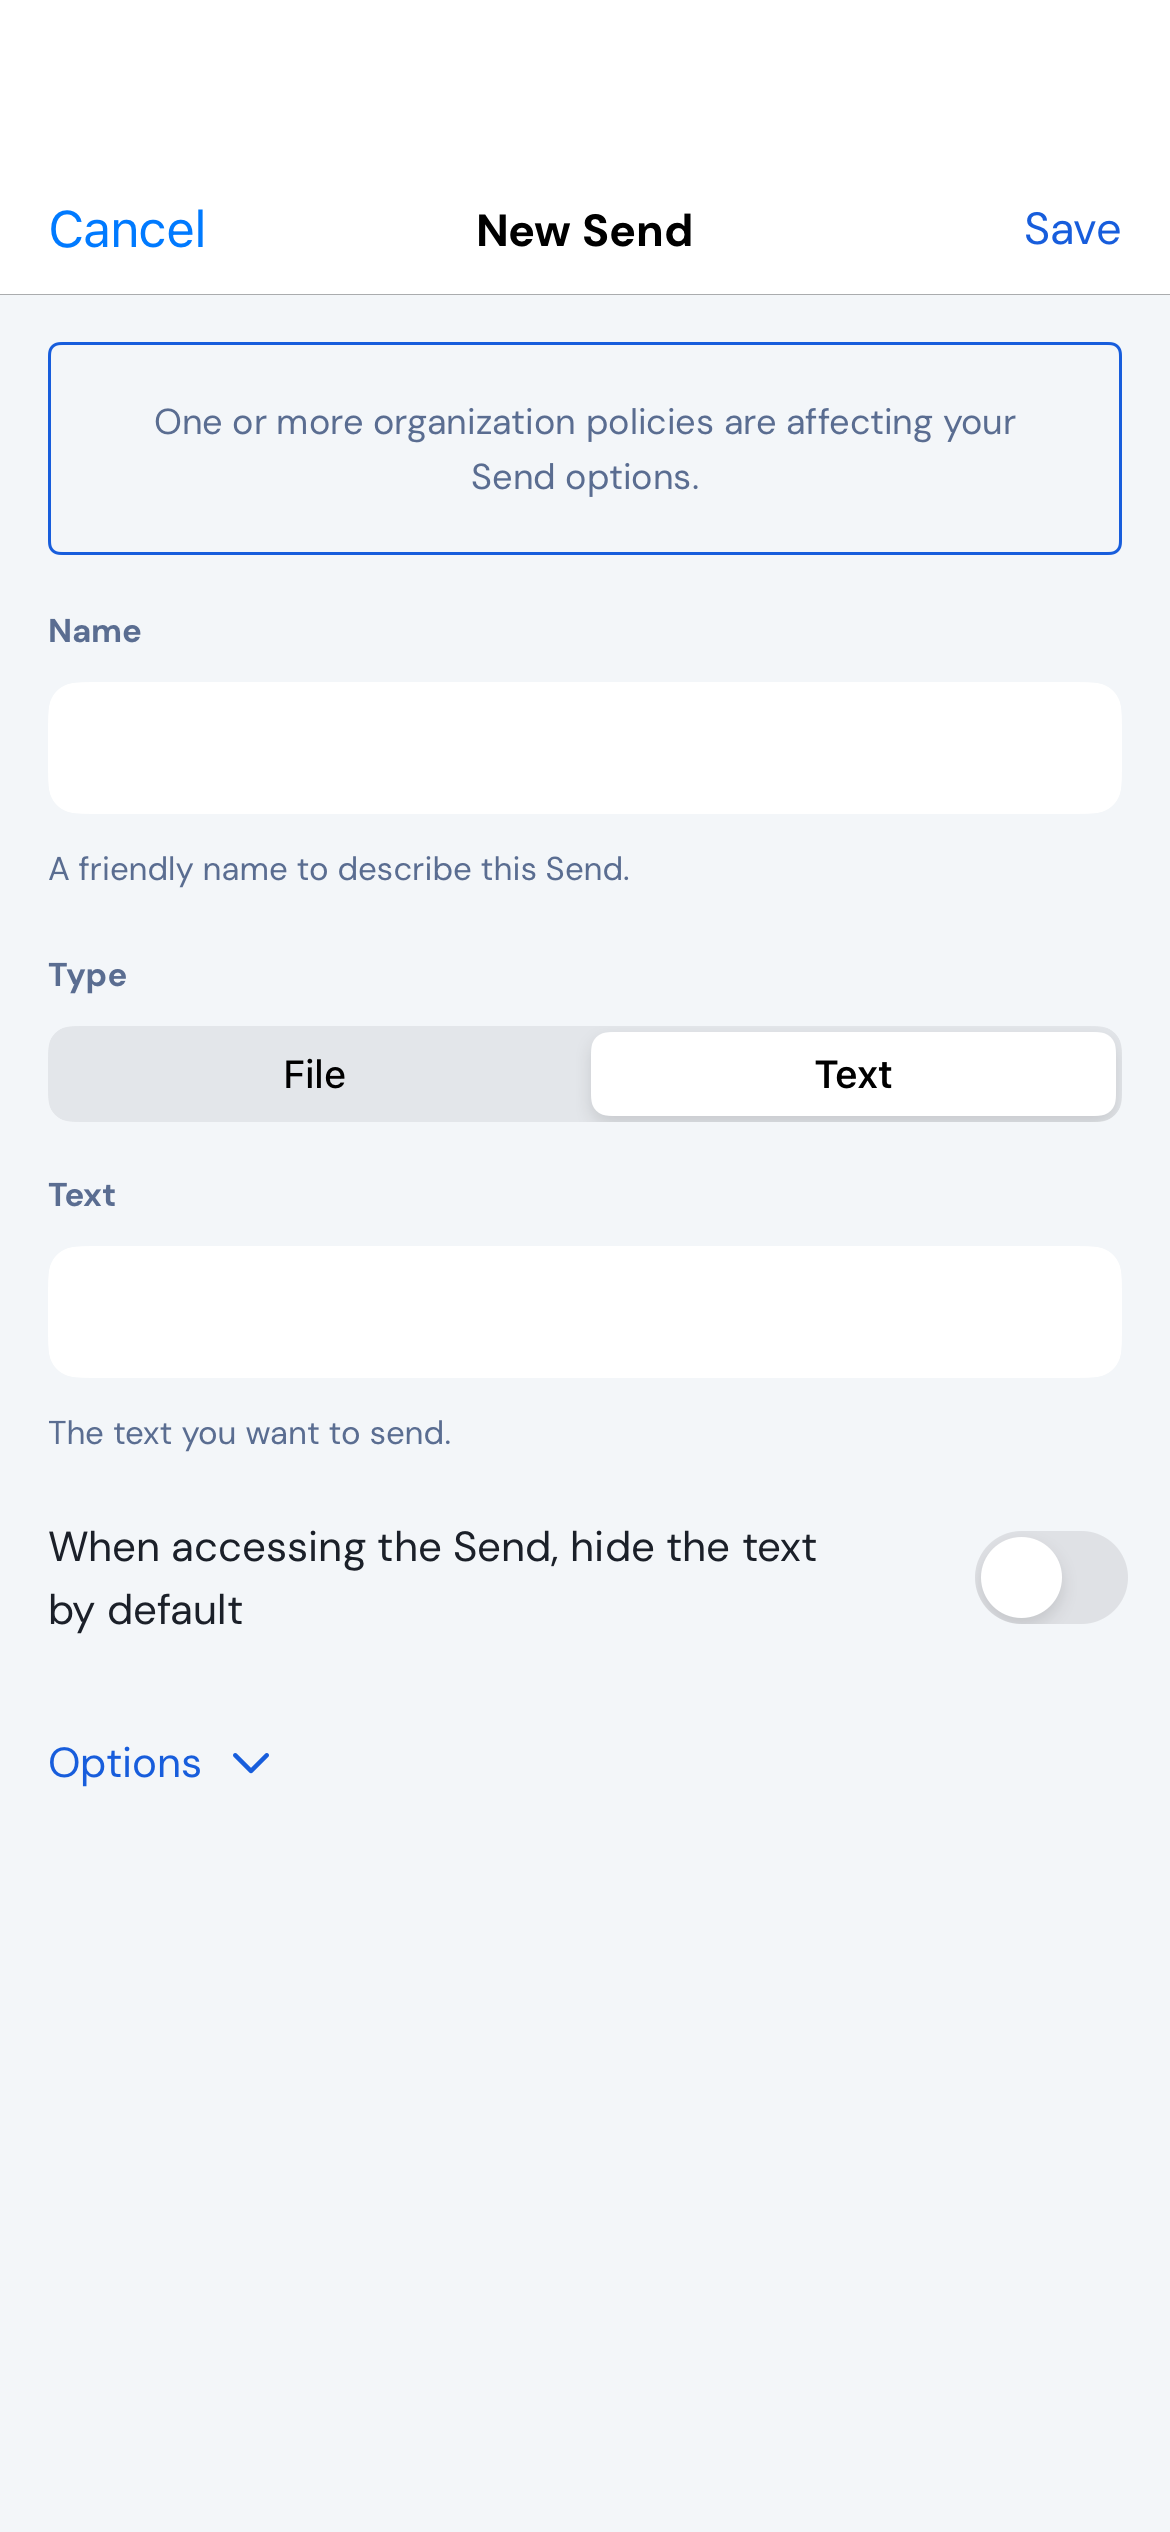 Cancel
New Send
Save
One or more organization policies are affecting your
Send options.
Name
A friendly name to describe this Send.
Type
File
Text
Text
The text you want to send.
When accessing the Send, hide the text
by default
Options